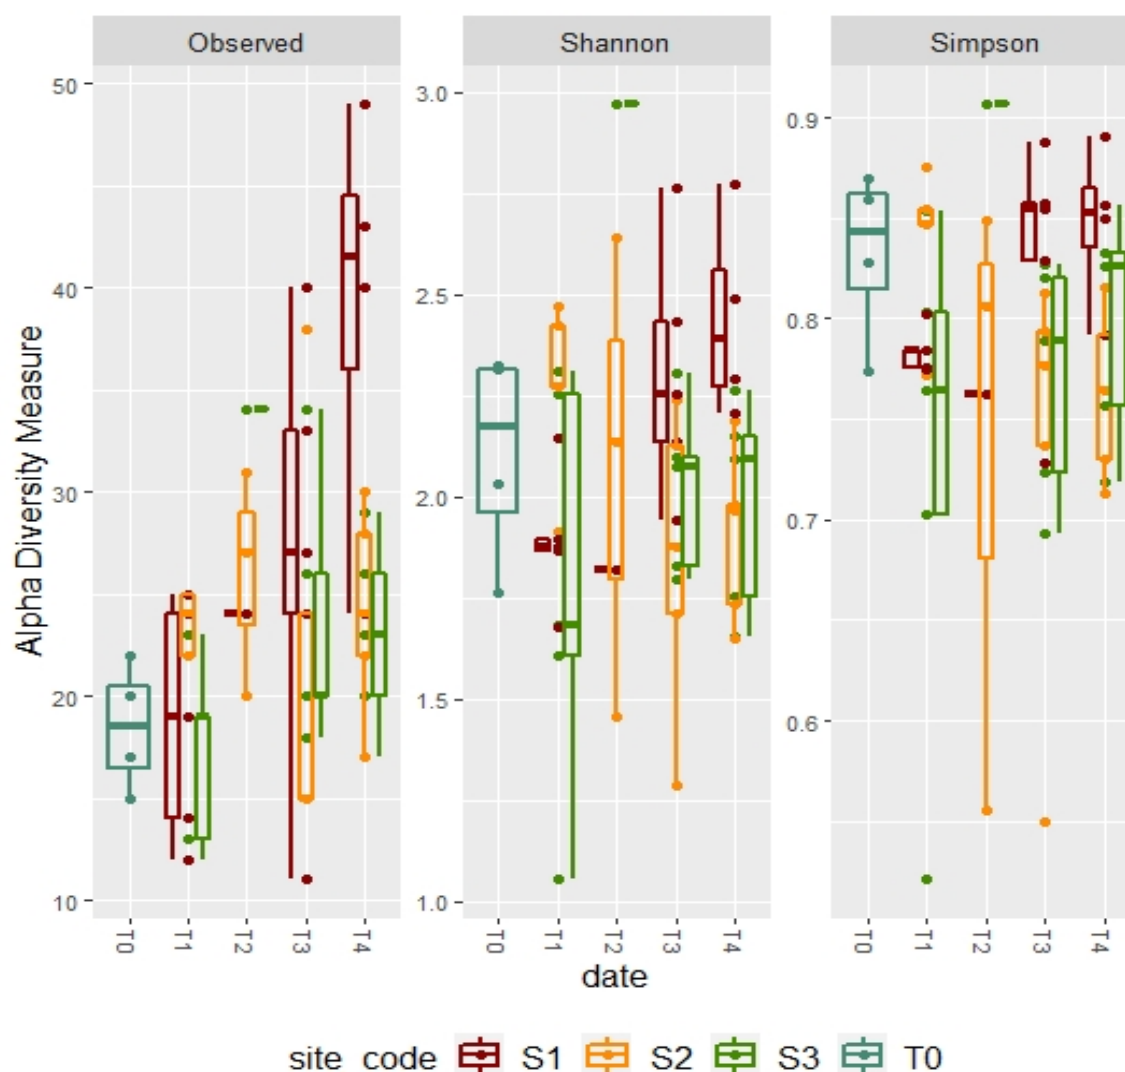 Observed Shannon Simpson
50
40
30
20
10
3.0
2.5
2.0
1.5
1.0
0.9
0.8
0.7
0.6
Alpha Diversity Measure
T0 T1 T2 T3 T4 T0 T1 T2 T3 T4 T0 T1 T2 T3 T4
date
site_code S1 S2 S3 T0